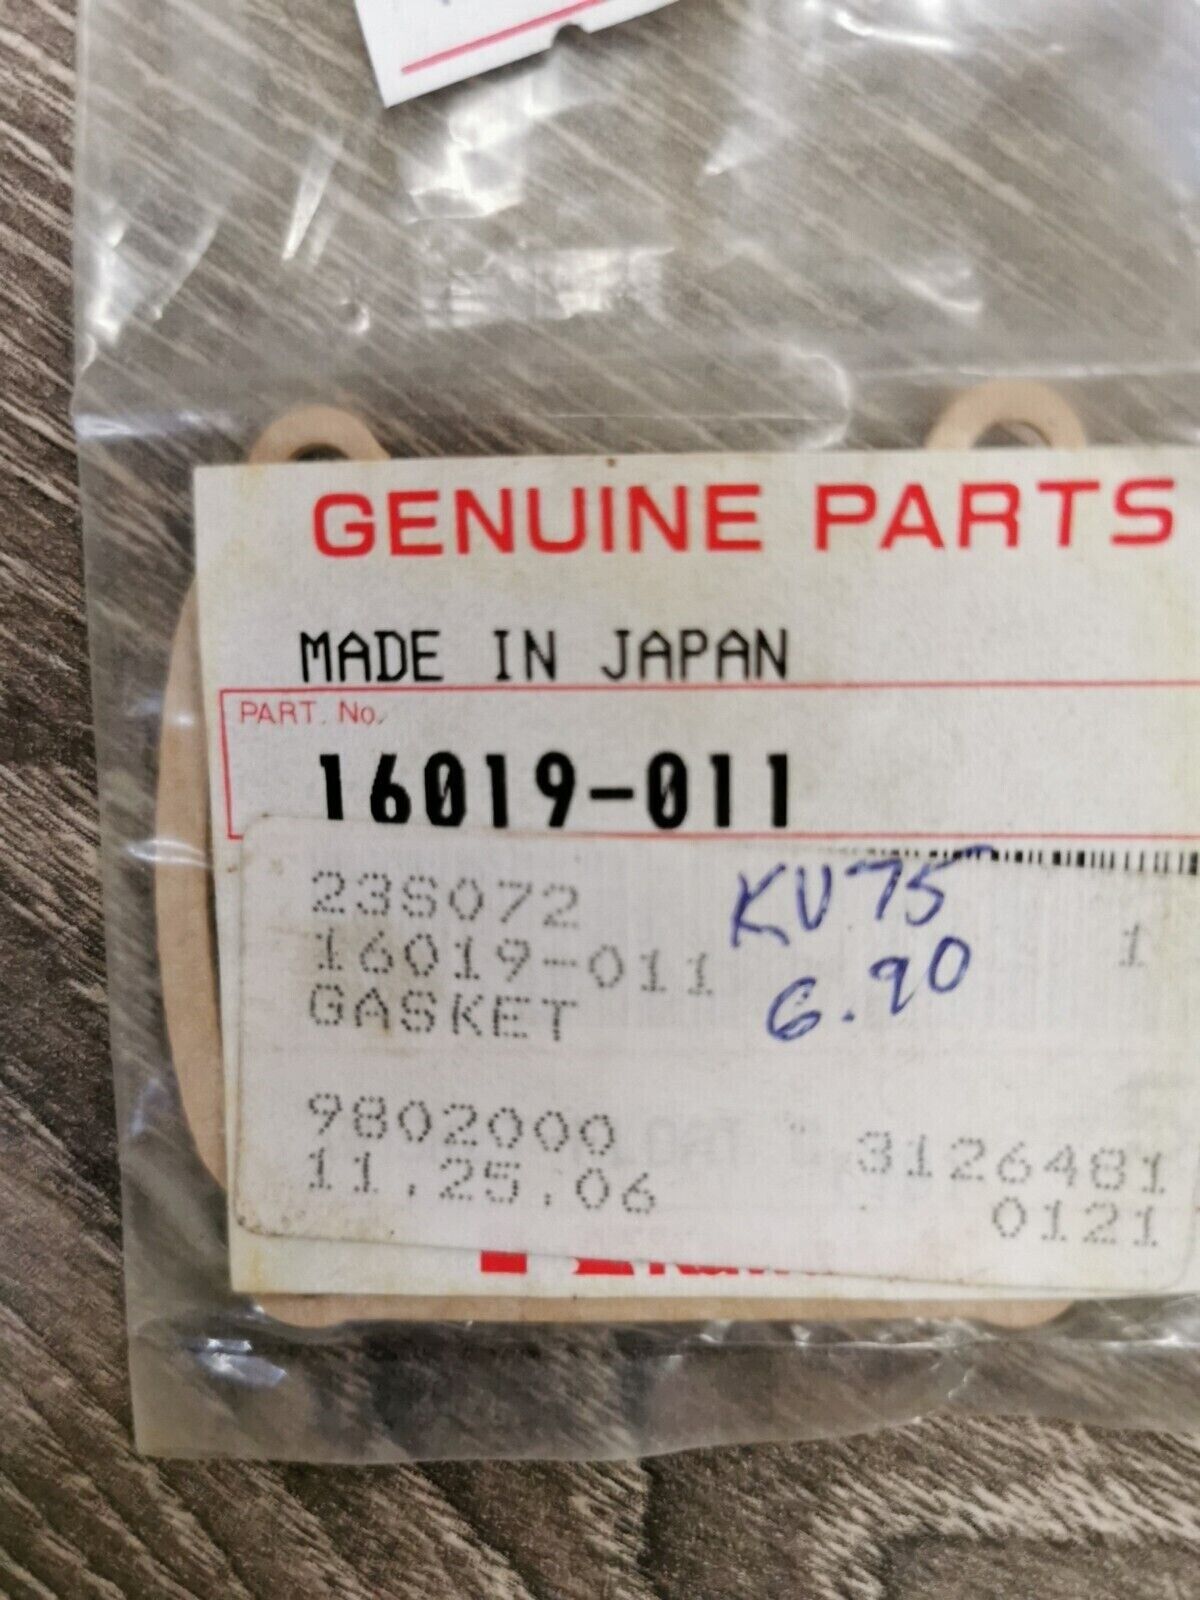 GENUINE PARTS
MADE IN JAPAN
PART. No.
16019-011
23S072
KV75
16019-011
1
GASKET
6.90
9802000
3126481
11.25.06
0121